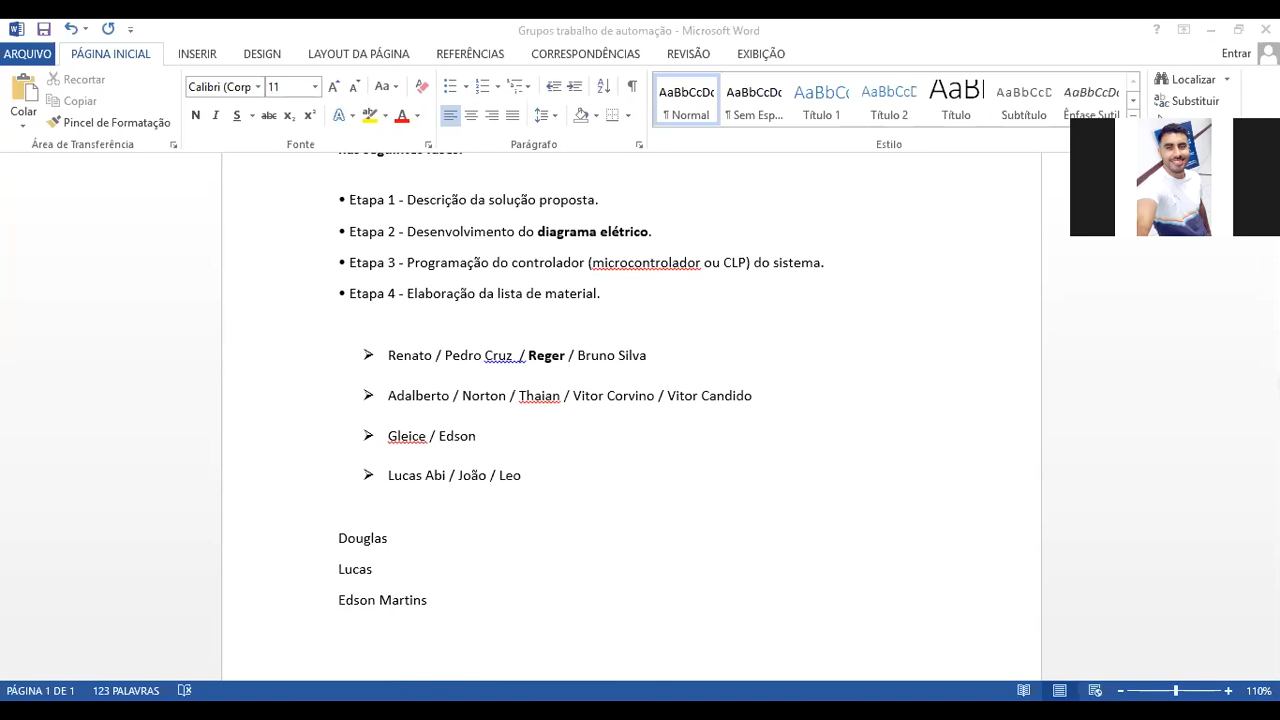 Grupos trabalho de automação - Microsoft Word
ARQUIVO PÁGINA INICIAL INSERIR DESIGN LAYOUT DA PÁGINA REFERÊNCIAS CORRESPONDÊNCIAS REVISÃO EXIBIÇÃO Entrar
Colar
Recortar
Copiar
Pincel de Formatação
Área de Transferência
Calibri (Corp 11
Fonte
Parágrafo
AaBbCcDc AaBbCcDc AaBbCc AaBbCcD AaBl AaBbCcD AaBbCcDc
¶ Normal ¶ Sem Esp... Título 1 Título 2 Título Subtítulo Ênfase Sutil
Estilo
Localizar
Substituir
• Etapa 1 - Descrição da solução proposta.
• Etapa 2 - Desenvolvimento do diagrama elétrico.
• Etapa 3 - Programação do controlador (microcontrolador ou CLP) do sistema.
• Etapa 4 - Elaboração da lista de material.
➢ Renato / Pedro Cruz / Reger / Bruno Silva
➢ Adalberto / Norton / Thaian / Vitor Corvino / Vitor Candido
➢ Gleice / Edson
➢ Lucas Abi / João / Leo
Douglas
Lucas
Edson Martins
PÁGINA 1 DE 1 123 PALAVRAS 110%